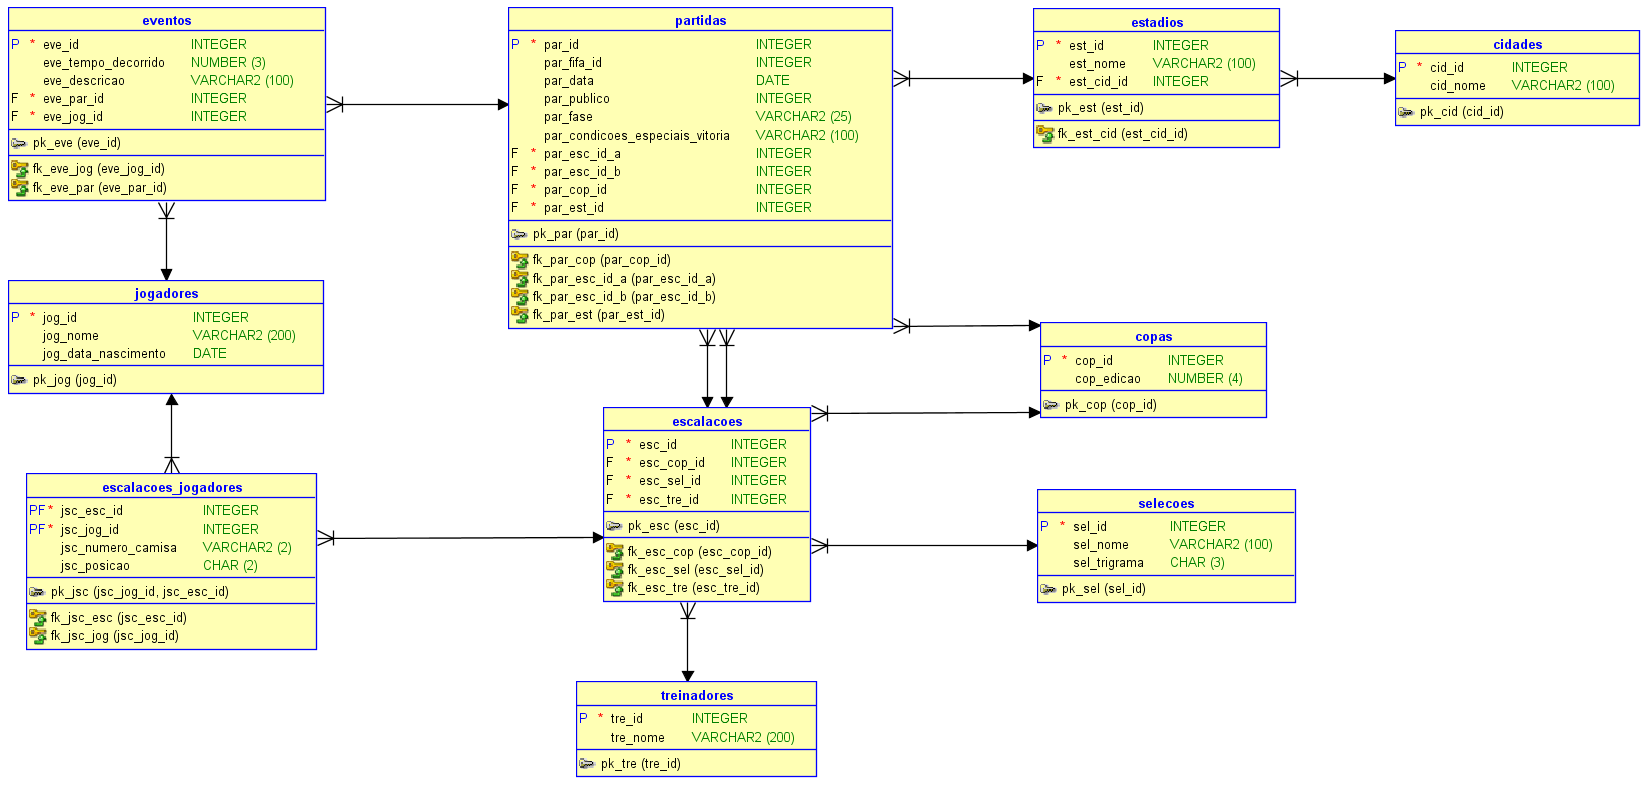 eventos
P * eve_id INTEGER
eve_tempo_decorrido NUMBER (3)
eve_descricao VARCHAR2 (100)
F * eve_par_id INTEGER
F * eve_jog_id INTEGER
pk_eve (eve_id)
fk_eve_jog (eve_jog_id)
fk_eve_par (eve_par_id)
partidas
P * par_id INTEGER
par_fifa_id INTEGER
par_data DATE
par_publico INTEGER
par_fase VARCHAR2 (25)
par_condicoes_especiais_vitoria VARCHAR2 (100)
F * par_esc_id_a INTEGER
F * par_esc_id_b INTEGER
F * par_cop_id INTEGER
F * par_est_id INTEGER
pk_par (par_id)
fk_par_cop (par_cop_id)
fk_par_esc_id_a (par_esc_id_a)
fk_par_esc_id_b (par_esc_id_b)
fk_par_est (par_est_id)
estadios
P * est_id INTEGER
est_nome VARCHAR2 (100)
F * est_cid_id INTEGER
pk_est (est_id)
fk_est_cid (est_cid_id)
cidades
P * cid_id INTEGER
cid_nome VARCHAR2 (100)
pk_cid (cid_id)
jogadores
P * jog_id INTEGER
jog_nome VARCHAR2 (200)
jog_data_nascimento DATE
pk_jog (jog_id)
copas
P * cop_id INTEGER
cop_edicao NUMBER (4)
pk_cop (cop_id)
escalacoes
P * esc_id INTEGER
F * esc_cop_id INTEGER
F * esc_sel_id INTEGER
F * esc_tre_id INTEGER
pk_esc (esc_id)
fk_esc_cop (esc_cop_id)
fk_esc_sel (esc_sel_id)
fk_esc_tre (esc_tre_id)
escalacoes_jogadores
PF * jsc_esc_id INTEGER
PF * jsc_jog_id INTEGER
jsc_numero_camisa VARCHAR2 (2)
jsc_posicao CHAR (2)
pk_jsc (jsc_jog_id, jsc_esc_id)
fk_jsc_esc (jsc_esc_id)
fk_jsc_jog (jsc_jog_id)
selecoes
P * sel_id INTEGER
sel_nome VARCHAR2 (100)
sel_trigrama CHAR (3)
pk_sel (sel_id)
treinadores
P * tre_id INTEGER
tre_nome VARCHAR2 (200)
pk_tre (tre_id)